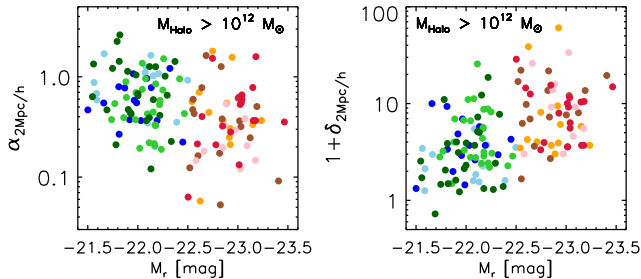 M_Halo > 10^12 M_⊙
α_2Mpc/h
1.0
0.1
−21.5 −22.0 −22.5 −23.0 −23.5
M_r [mag]
M_Halo > 10^12 M_⊙
1 + δ_2Mpc/h
100
10
1
−21.5 −22.0 −22.5 −23.0 −23.5
M_r [mag]